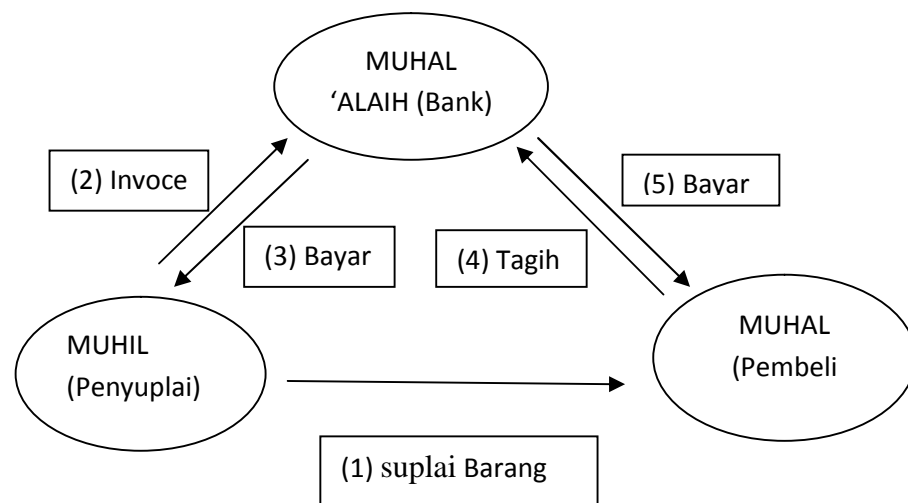 MUHAL
‘ALAIH (Bank)
(2) Invoce
(5) Bayar
(3) Bayar
(4) Tagih
MUHIL
(Penyuplai)
MUHAL
(Pembeli
(1) suplai Barang